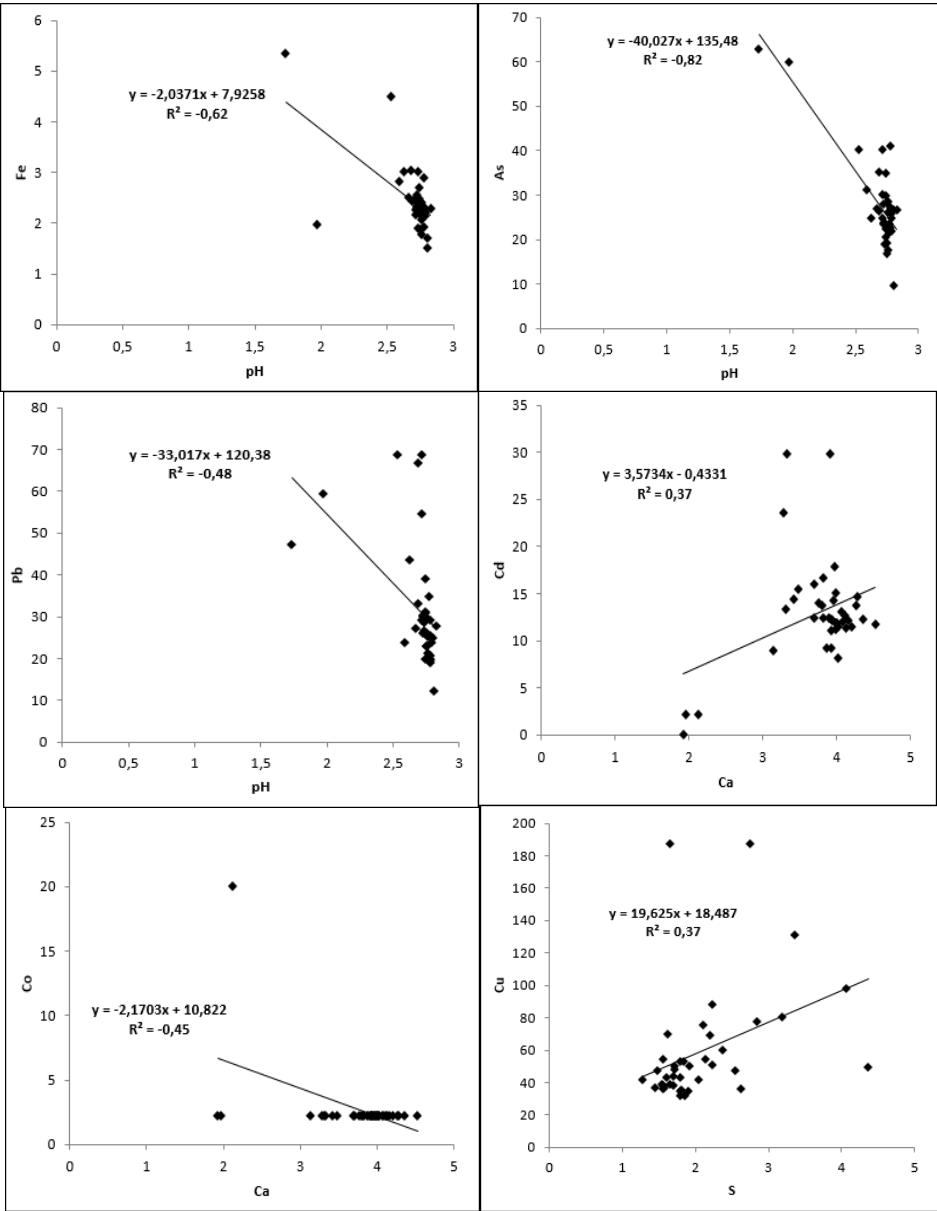 6
5
4
3
2
1
0
Fe
y = -2,0371x + 7,9258
R² = -0,62
0 0,5 1 1,5 2 2,5 3
pH
70
60
50
40
30
20
10
0
As
y = -40,027x + 135,48
R² = -0,82
0 0,5 1 1,5 2 2,5 3
pH
80
70
60
50
40
30
20
10
0
Pb
y = -33,017x + 120,38
R² = -0,48
0 0,5 1 1,5 2 2,5 3
pH
35
30
25
20
15
10
5
0
Cd
y = 3,5734x - 0,4331
R² = 0,37
0 1 2 3 4 5
Ca
25
20
15
10
5
0
Co
y = -2,1703x + 10,822
R² = -0,45
0 1 2 3 4 5
Ca
200
180
160
140
120
100
80
60
40
20
0
Cu
y = 19,625x + 18,487
R² = 0,37
0 1 2 3 4 5
S